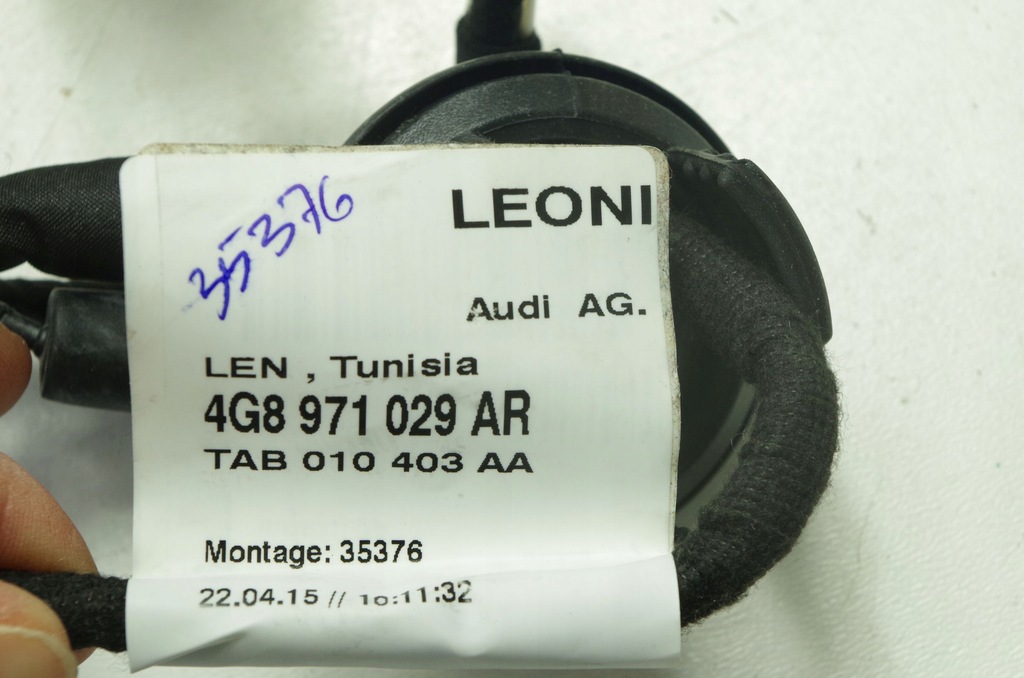 35376
LEONI
Audi AG.
LEN , Tunisia
4G8 971 029 AR
TAB 010 403 AA
Montage: 35376
22.04.15 // 16:11:32